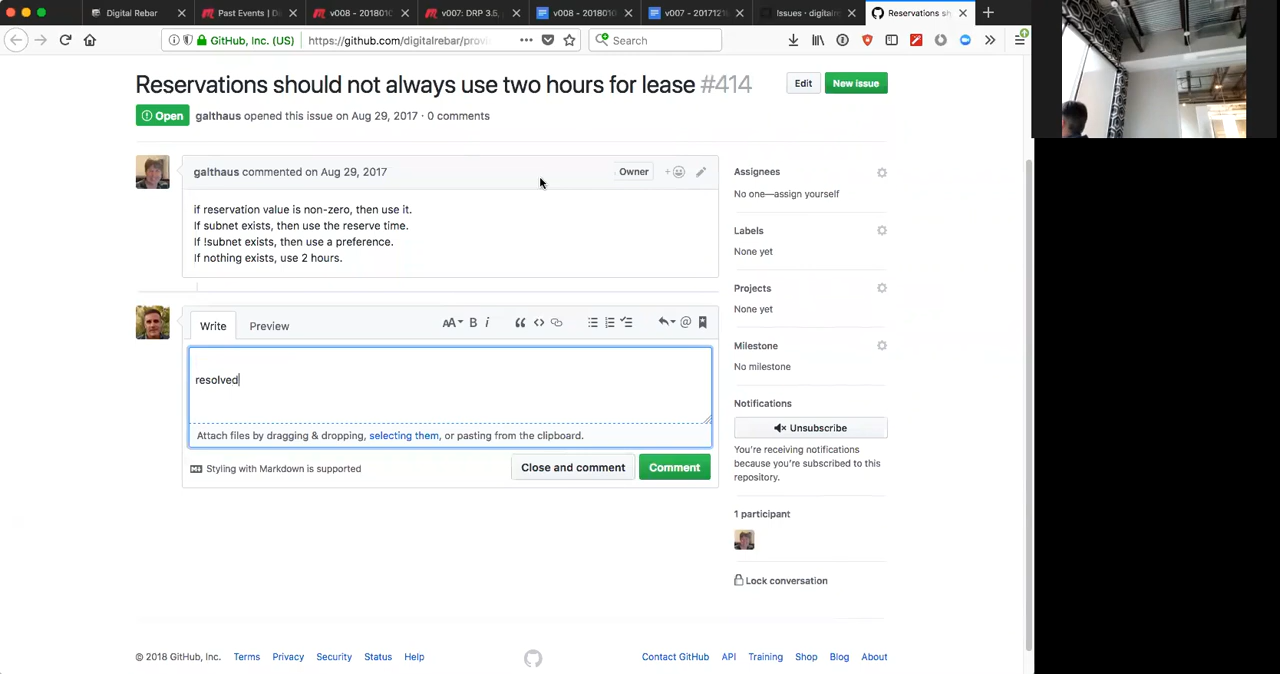 Digital Rebar
Past Events | D
v008 - 2018010
v007: DRP 3.5,
v008 - 2018010
v007 - 2017121
Issues · digitalre
Reservations sh
GitHub, Inc. (US)
https://github.com/digitalrebar/provi
Search
Reservations should not always use two hours for lease #414
Edit
New issue
Open
galthaus opened this issue on Aug 29, 2017 · 0 comments
galthaus commented on Aug 29, 2017
Owner
if reservation value is non-zero, then use it.
If subnet exists, then use the reserve time.
If !subnet exists, then use a preference.
If nothing exists, use 2 hours.
Write
Preview
AA B i
resolved
Attach files by dragging & dropping, selecting them, or pasting from the clipboard.
Styling with Markdown is supported
Close and comment
Comment
Assignees
No one—assign yourself
Labels
None yet
Projects
None yet
Milestone
No milestone
Notifications
Unsubscribe
You're receiving notifications
because you're subscribed to this
repository.
1 participant
Lock conversation
© 2018 GitHub, Inc.
Terms
Privacy
Security
Status
Help
Contact GitHub
API
Training
Shop
Blog
About